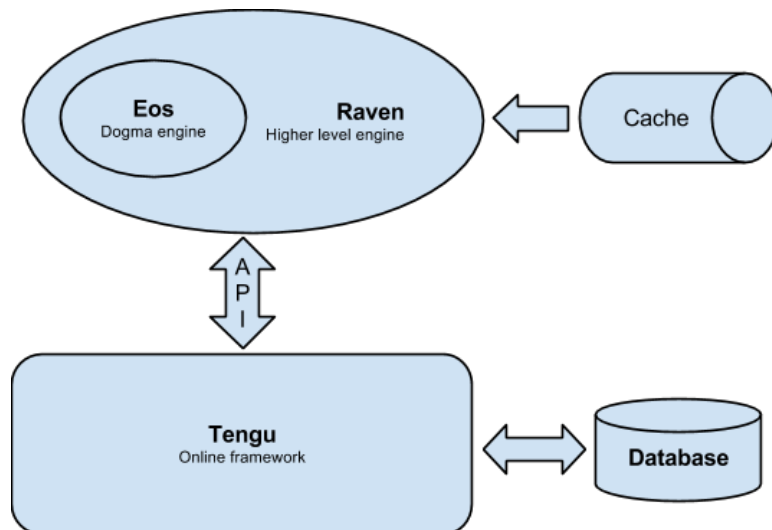 Eos
Dogma engine
Raven
Higher level engine
Cache
A
P
I
Tengu
Online framework
Database